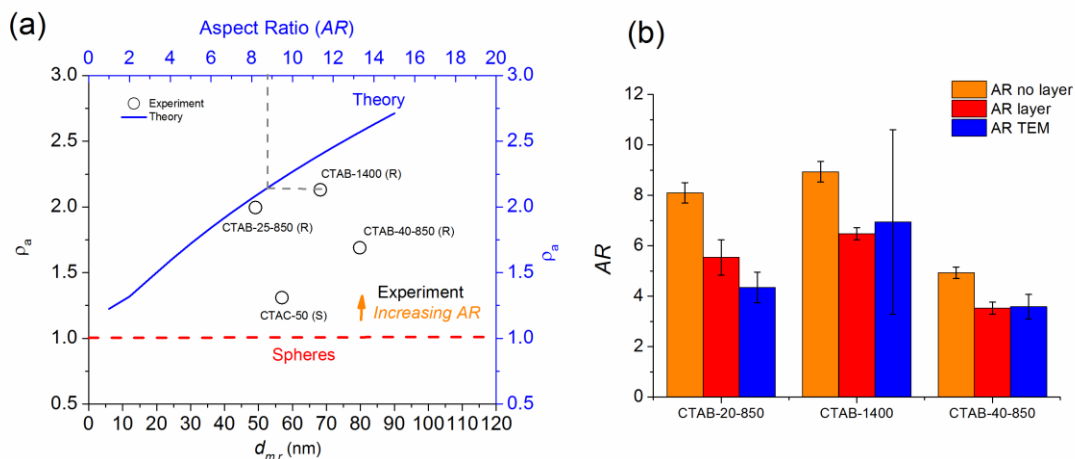 (a)
Aspect Ratio (AR)
0 2 4 6 8 10 12 14 16 18 20
3.0
2.5
2.0
1.5
1.0
0.5
ρa
Experiment
Theory
Theory
CTAB-1400 (R)
CTAB-25-850 (R)
CTAB-40-850 (R)
CTAC-50 (S)
Experiment
Increasing AR
Spheres
3.0
2.5
2.0
1.5
1.0
0.5
ρa
0 10 20 30 40 50 60 70 80 90 100 110 120
dm,r (nm)
(b)
AR no layer
AR layer
AR TEM
12
10
8
6
4
2
0
AR
CTAB-20-850 CTAB-1400 CTAB-40-850